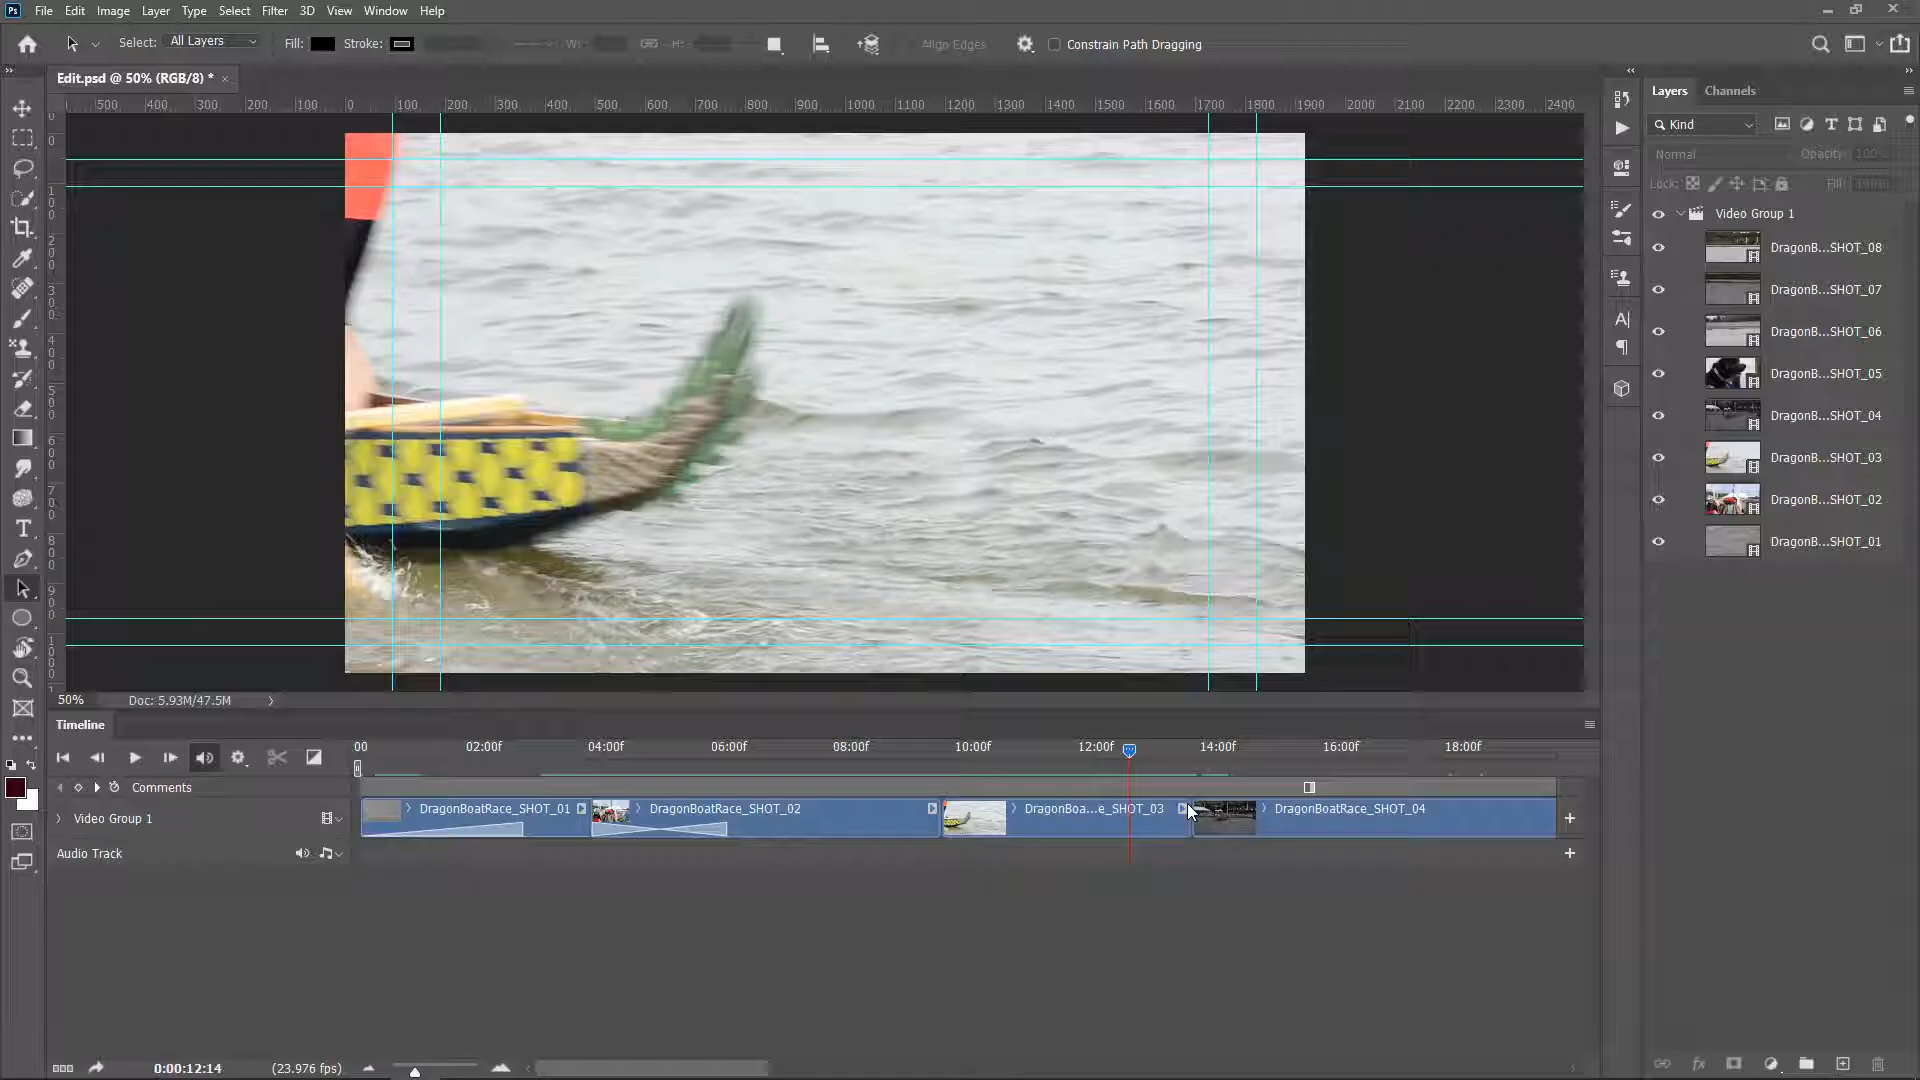 Ps File Edit Image Layer Type Select Filter 3D View Window Help
Select: All Layers Fill: Stroke: W: H: Align Edges Constrain Path Dragging
Edit.psd @ 50% (RGB/8) * ×
500 400 300 200 100 0 100 200 300 400 500 600 700 800 900 1000 1100 1200 1300 1400 1500 1600 1700 1800 1900 2000 2100 2200 2300 2400
Layers Channels
Kind
Normal Opacity: 100%
Lock: Fill:
Video Group 1
DragonB...SHOT_08
DragonB...SHOT_07
DragonB...SHOT_06
DragonB...SHOT_05
DragonB...SHOT_04
DragonB...SHOT_03
DragonB...SHOT_02
DragonB...SHOT_01
50% Doc: 5.93M/47.5M
Timeline
00 02:00f 04:00f 06:00f 08:00f 10:00f 12:00f 14:00f 16:00f 18:00f
Comments
Video Group 1
DragonBoatRace_SHOT_01 DragonBoatRace_SHOT_02 DragonBoa...e_SHOT_03 DragonBoatRace_SHOT_04
Audio Track
0:00:12:14 (23.976 fps)